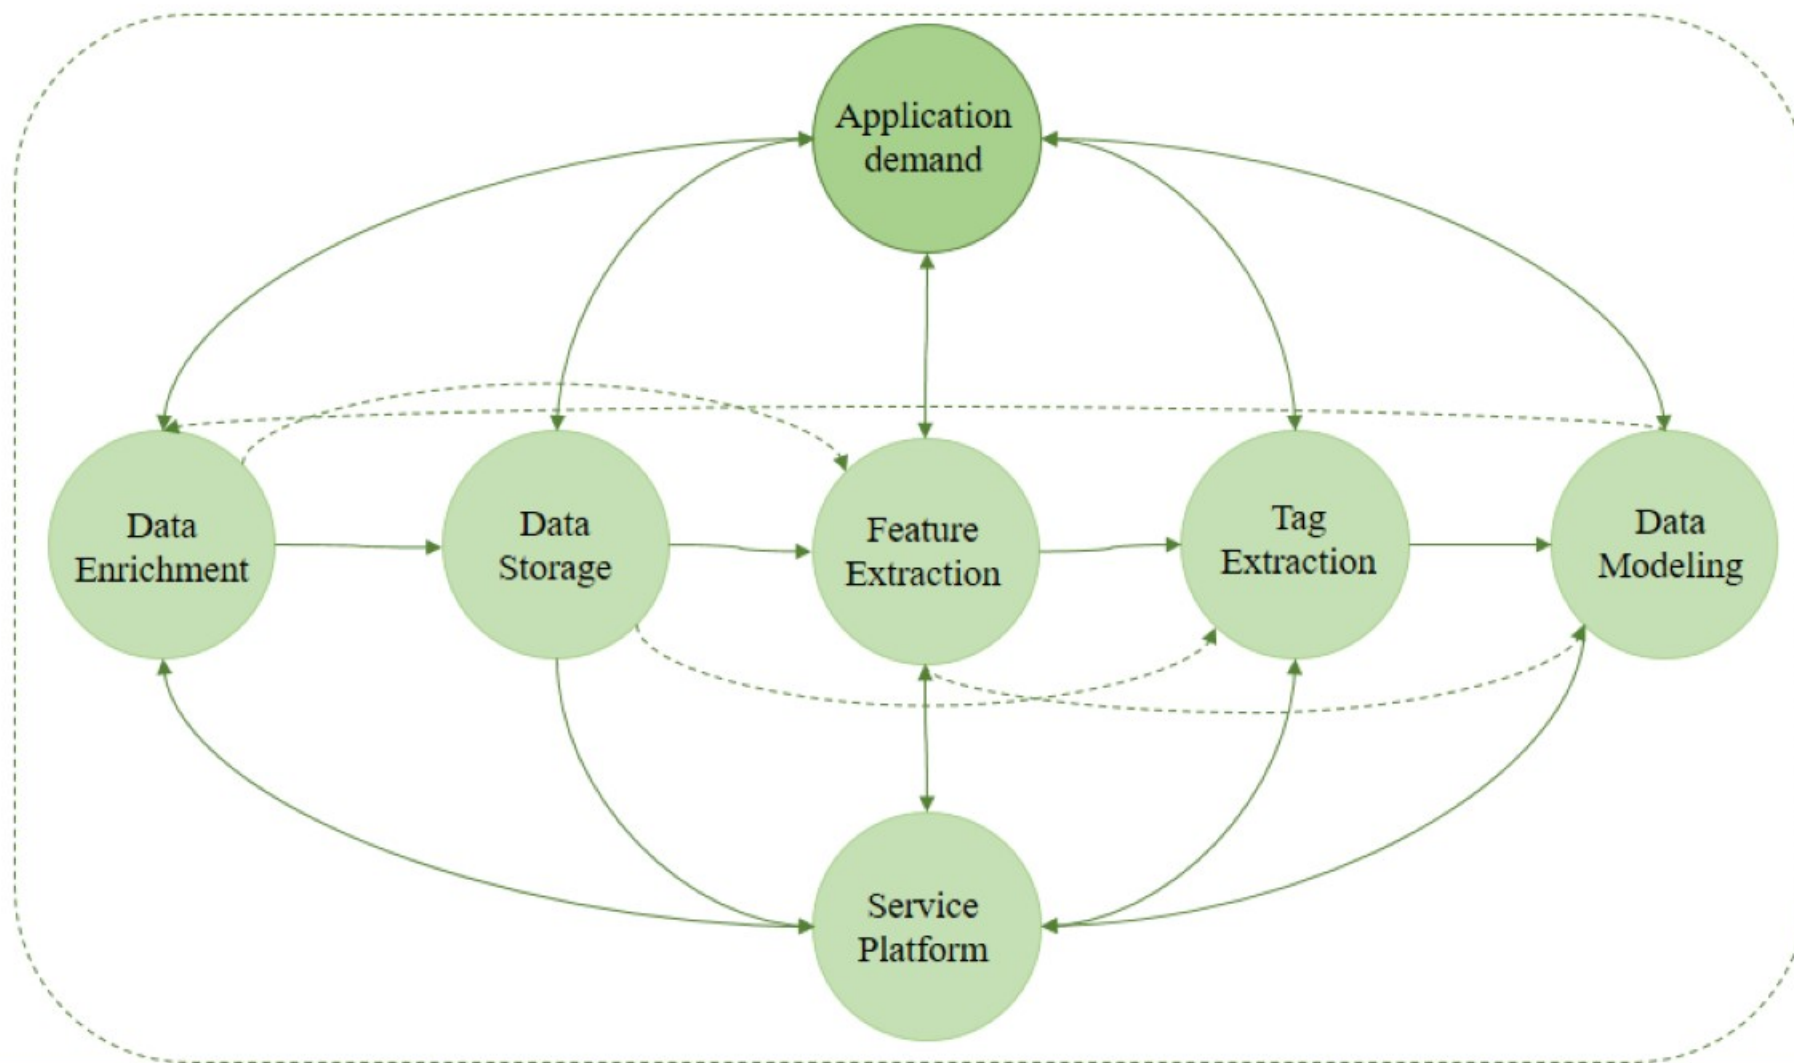 Application
demand
Data
Enrichment
Data
Storage
Feature
Extraction
Tag
Extraction
Data
Modeling
Service
Platform